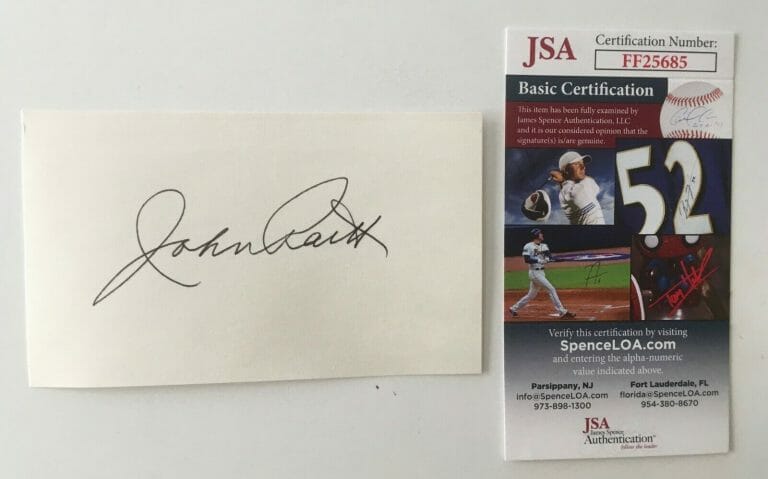 John Raitt
JSA
Certification Number:
FF25685
Basic Certification
This item has been fully examined by
James Spence Authentication, LLC
and it is our considered opinion that the
signature(s) is/are genuine.
52
Verify this certification by visiting
SpenceLOA.com
and entering the alpha-numeric
value indicated above.
Parsippany, NJ
info@SpenceLOA.com
973-898-1300
Fort Lauderdale, FL
florida@SpenceLOA.com
954-380-8670
JSA
James Spence
Authentication
follow the leader